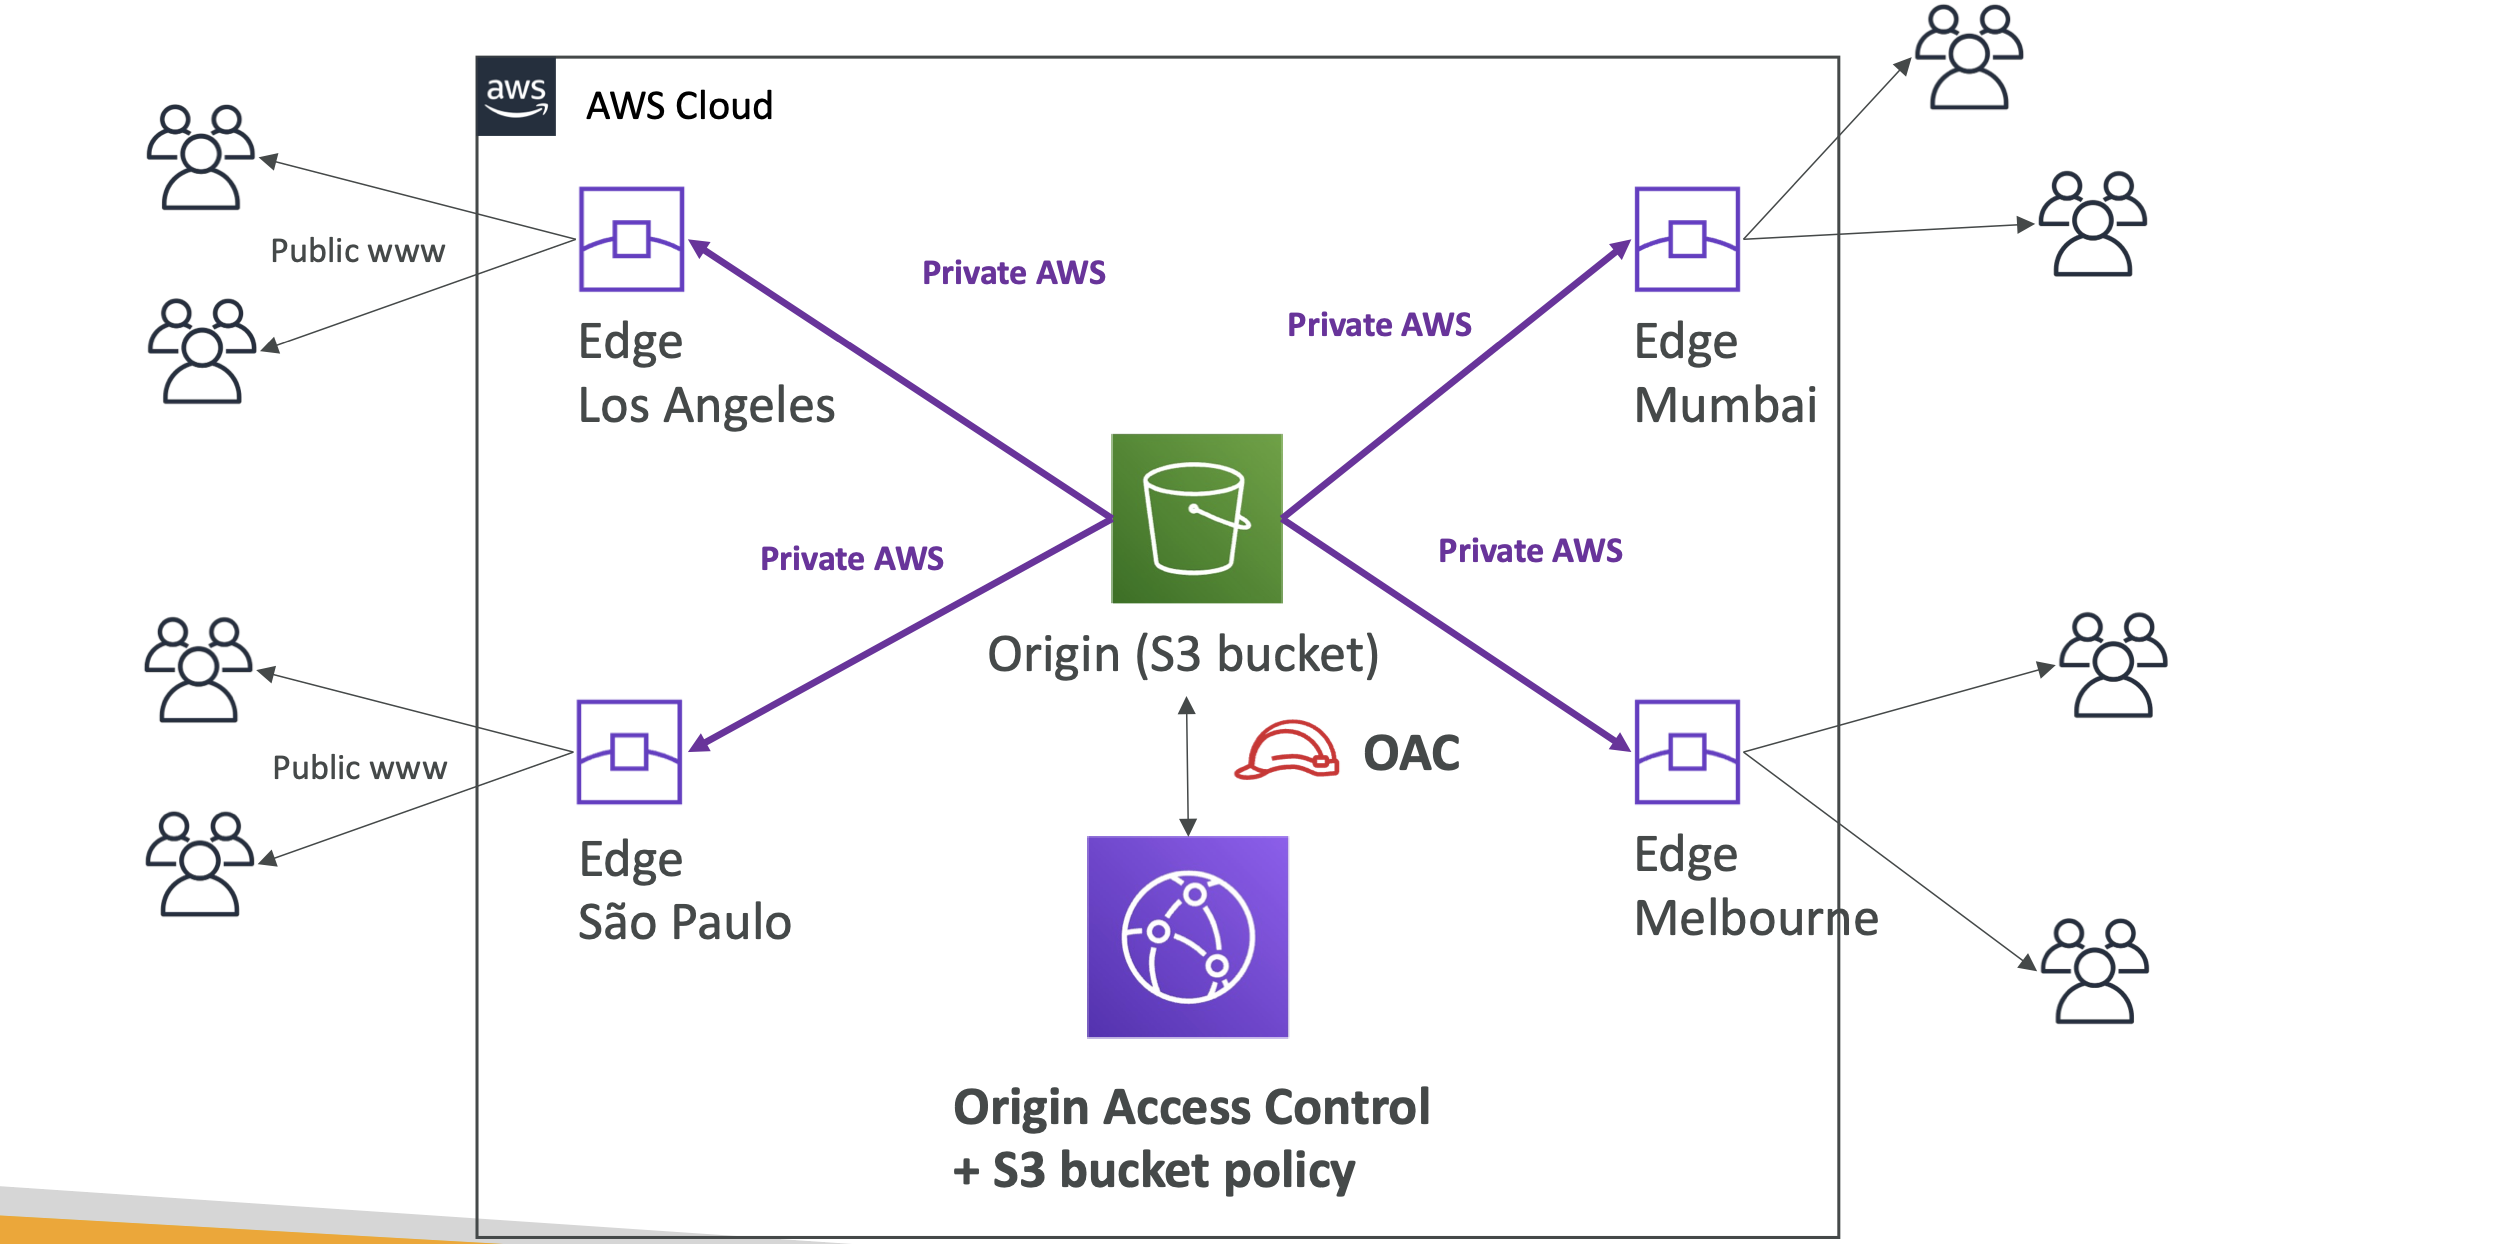 aws
AWS Cloud
Public www
Edge
Los Angeles
Private AWS
Private AWS
Edge
Mumbai
Private AWS
Private AWS
Origin (S3 bucket)
OAC
Public www
Edge
São Paulo
Edge
Melbourne
Origin Access Control
+ S3 bucket policy